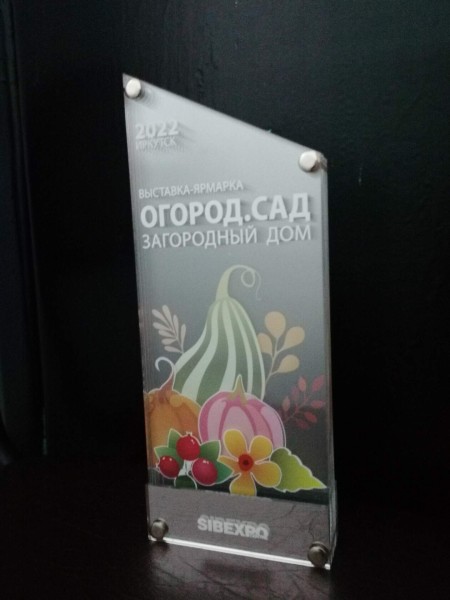 2022
ИРКУТСК
ВЫСТАВКА-ЯРМАРКА
ОГОРОД.САД
ЗАГОРОДНЫЙ ДОМ
SIBEXPO